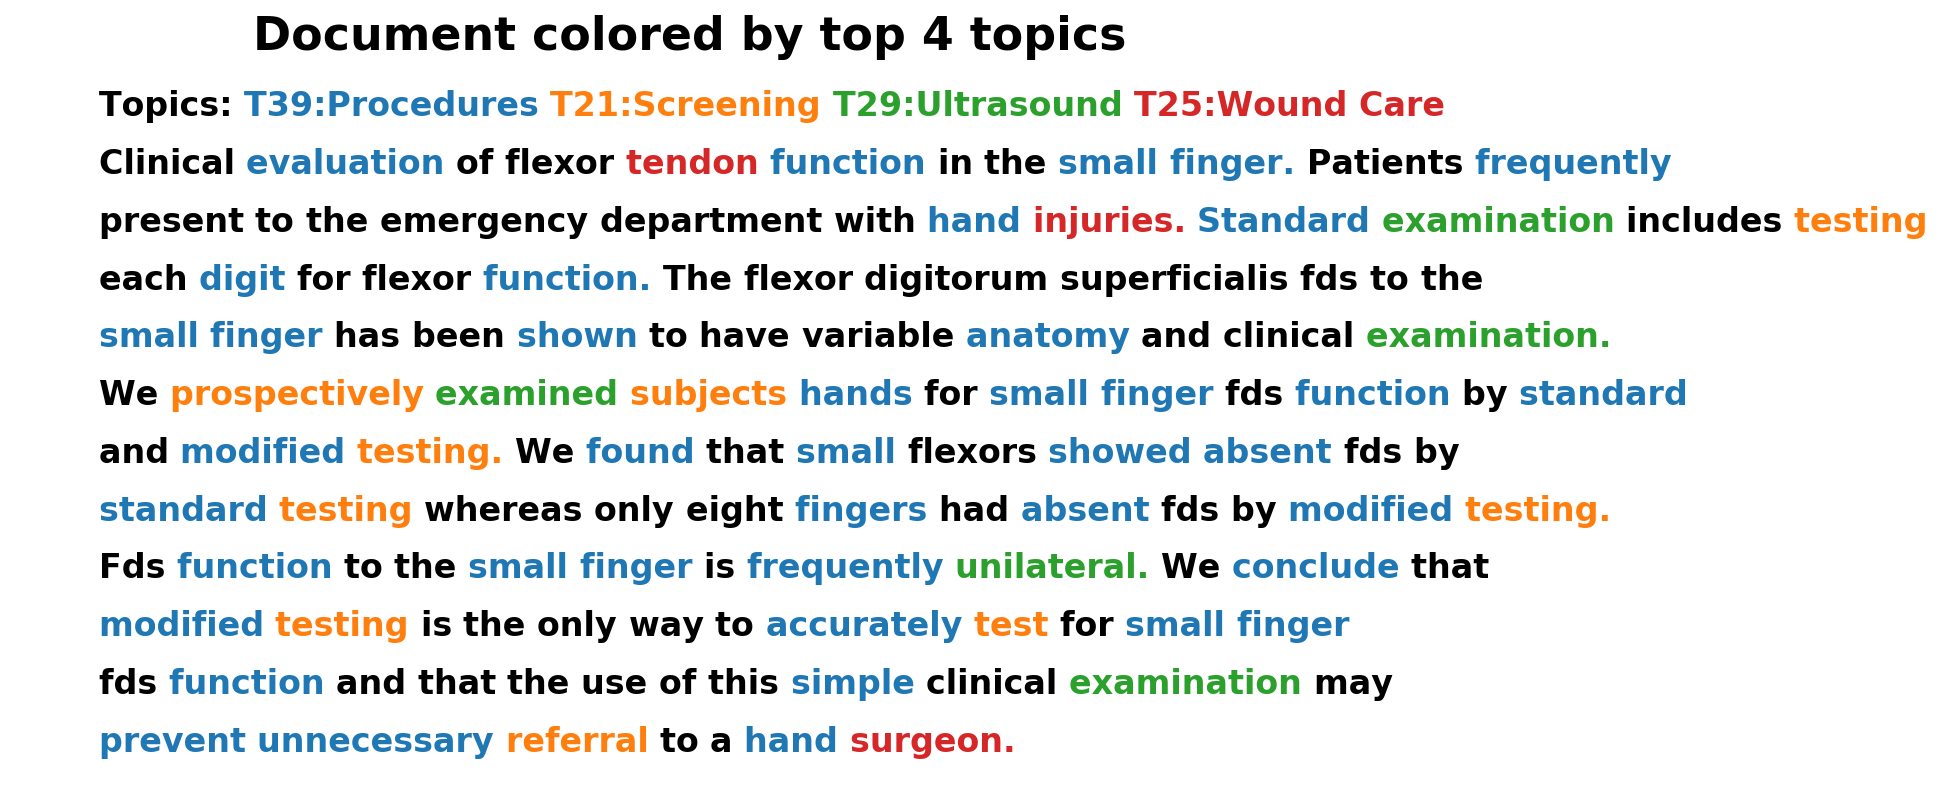 Document colored by top 4 topics
Topics: T39:Procedures T21:Screening T29:Ultrasound T25:Wound Care
Clinical evaluation of flexor tendon function in the small finger. Patients frequently
present to the emergency department with hand injuries. Standard examination includes testing
each digit for flexor function. The flexor digitorum superficialis fds to the
small finger has been shown to have variable anatomy and clinical examination.
We prospectively examined subjects hands for small finger fds function by standard
and modified testing. We found that small flexors showed absent fds by
standard testing whereas only eight fingers had absent fds by modified testing.
Fds function to the small finger is frequently unilateral. We conclude that
modified testing is the only way to accurately test for small finger
fds function and that the use of this simple clinical examination may
prevent unnecessary referral to a hand surgeon.